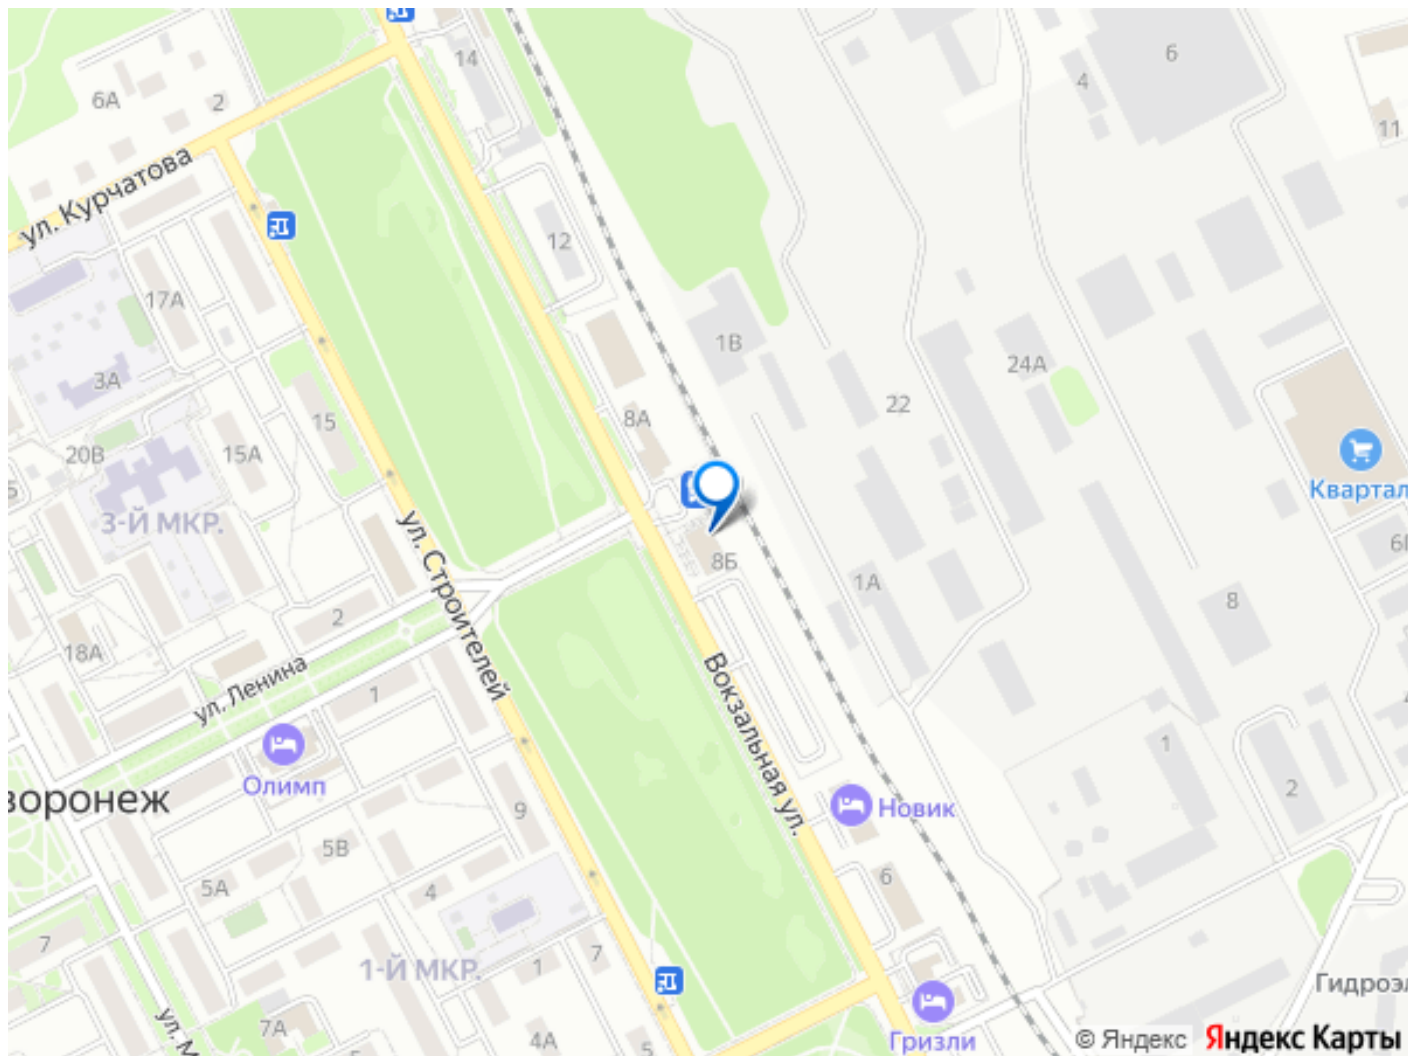 14
6
4
6А
2
11
ул. Курчатова
12
17А
1В
3А
24А
22
15
8А
15А
20В
Квартал
3-Й МКР.
ул. Строителей
8Б
1А
8
2
18А
ул. Ленина
1
Вокзальная ул.
1
Олимп
2
воронеж
Новик
9
5В
5А
4
6
7
7
1-Й МКР.
1
Гидроэл
ул. М
7А
4А
5
Гризли
© Яндекс
Яндекс Карты